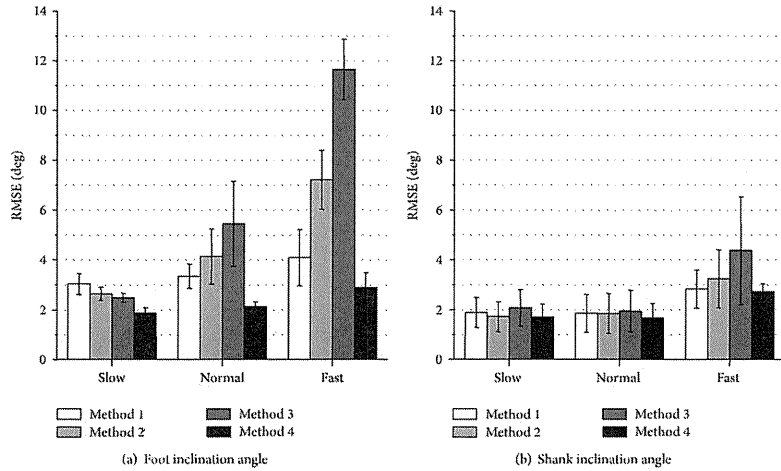 14
12
10
8
6
4
2
0
RMSE (deg)
Slow Normal Fast
Method 1 Method 3
Method 2 Method 4
(a) Foot inclination angle
14
12
10
8
6
4
2
0
RMSE (deg)
Slow Normal Fast
Method 1 Method 3
Method 2 Method 4
(b) Shank inclination angle